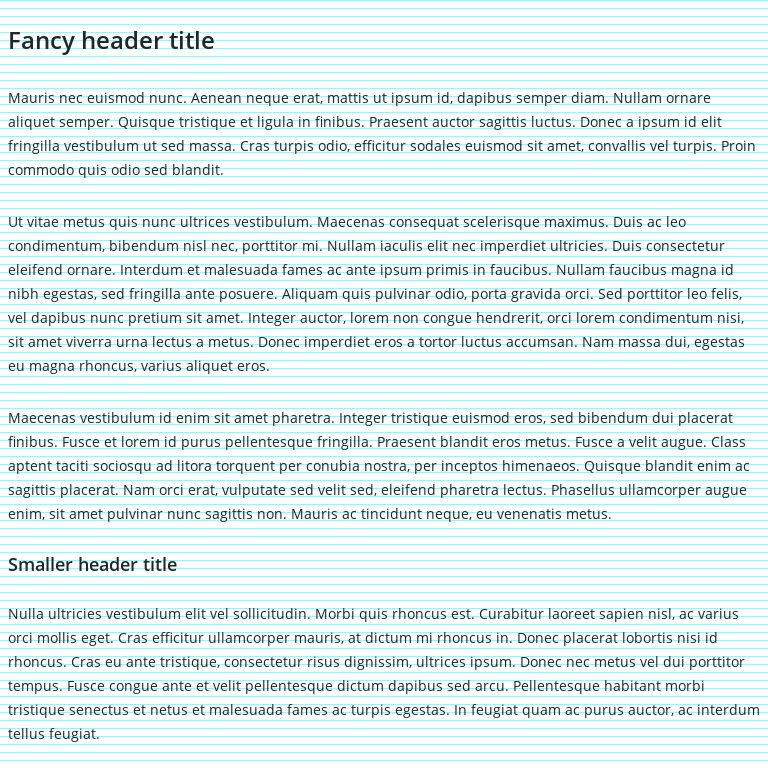 Fancy header title
Mauris nec euismod nunc. Aenean neque erat, mattis ut ipsum id, dapibus semper diam. Nullam ornare
aliquet semper. Quisque tristique et ligula in finibus. Praesent auctor sagittis luctus. Donec a ipsum id elit
fringilla vestibulum ut sed massa. Cras turpis odio, efficitur sodales euismod sit amet, convallis vel turpis. Proin
commodo quis odio sed blandit.
Ut vitae metus quis nunc ultrices vestibulum. Maecenas consequat scelerisque maximus. Duis ac leo
condimentum, bibendum nisl nec, porttitor mi. Nullam iaculis elit nec imperdiet ultricies. Duis consectetur
eleifend ornare. Interdum et malesuada fames ac ante ipsum primis in faucibus. Nullam faucibus magna id
nibh egestas, sed fringilla ante posuere. Aliquam quis pulvinar odio, porta gravida orci. Sed porttitor leo felis,
vel dapibus nunc pretium sit amet. Integer auctor, lorem non congue hendrerit, orci lorem condimentum nisi,
sit amet viverra urna lectus a metus. Donec imperdiet eros a tortor luctus accumsan. Nam massa dui, egestas
eu magna rhoncus, varius aliquet eros.
Maecenas vestibulum id enim sit amet pharetra. Integer tristique euismod eros, sed bibendum dui placerat
finibus. Fusce et lorem id purus pellentesque fringilla. Praesent blandit eros metus. Fusce a velit augue. Class
aptent taciti sociosqu ad litora torquent per conubia nostra, per inceptos himenaeos. Quisque blandit enim ac
sagittis placerat. Nam orci erat, vulputate sed velit sed, eleifend pharetra lectus. Phasellus ullamcorper augue
enim, sit amet pulvinar nunc sagittis non. Mauris ac tincidunt neque, eu venenatis metus.
Smaller header title
Nulla ultricies vestibulum elit vel sollicitudin. Morbi quis rhoncus est. Curabitur laoreet sapien nisl, ac varius
orci mollis eget. Cras efficitur ullamcorper mauris, at dictum mi rhoncus in. Donec placerat lobortis nisi id
rhoncus. Cras eu ante tristique, consectetur risus dignissim, ultrices ipsum. Donec nec metus vel dui porttitor
tempus. Fusce congue ante et velit pellentesque dictum dapibus sed arcu. Pellentesque habitant morbi
tristique senectus et netus et malesuada fames ac turpis egestas. In feugiat quam ac purus auctor, ac interdum
tellus feugiat.